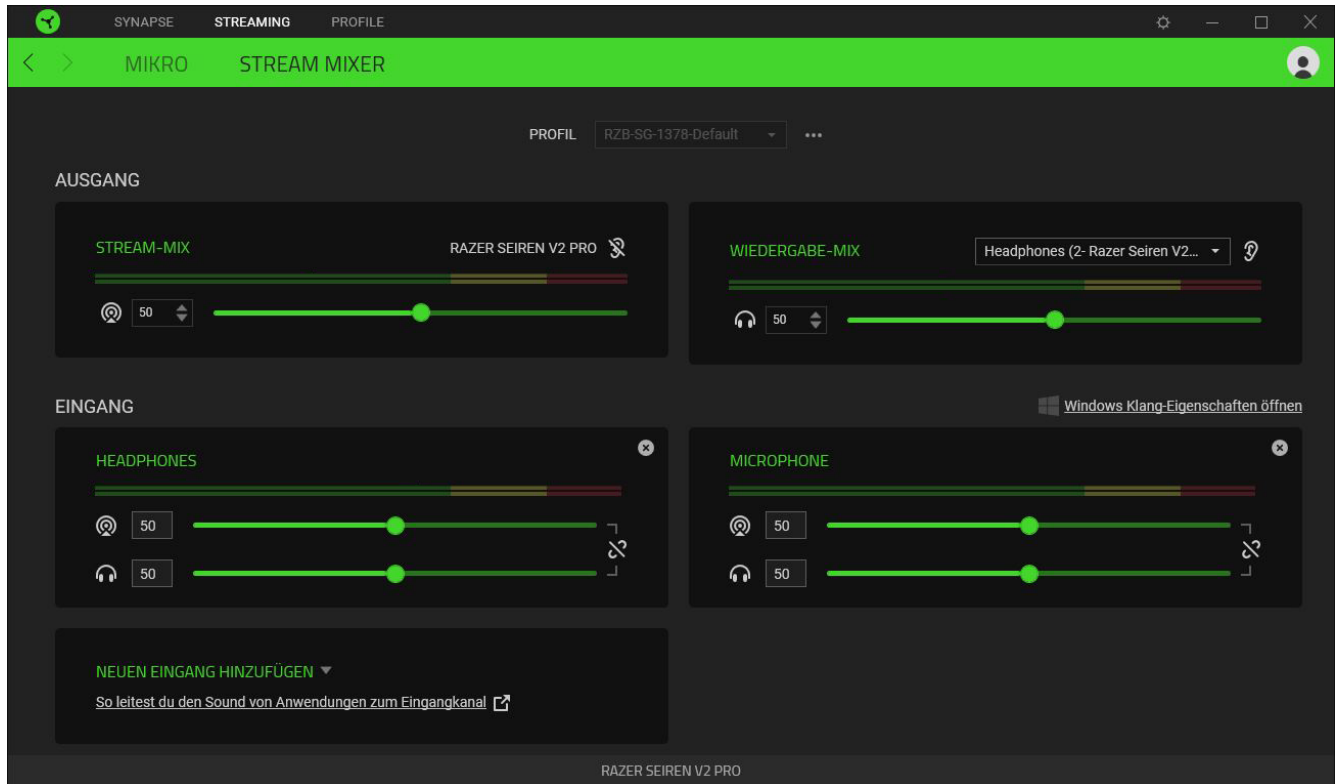 SYNAPSE STREAMING PROFILE
MIKRO STREAM MIXER
PROFIL RZB-SG-1378-Default
AUSGANG
STREAM-MIX RAZER SEIREN V2 PRO
50
WIEDERGABE-MIX Headphones (2- Razer Seiren V2...
50
EINGANG Windows Klang-Eigenschaften öffnen
HEADPHONES
50
50
MICROPHONE
50
50
NEUEN EINGANG HINZUFÜGEN
So leitest du den Sound von Anwendungen zum Eingangkanal
RAZER SEIREN V2 PRO